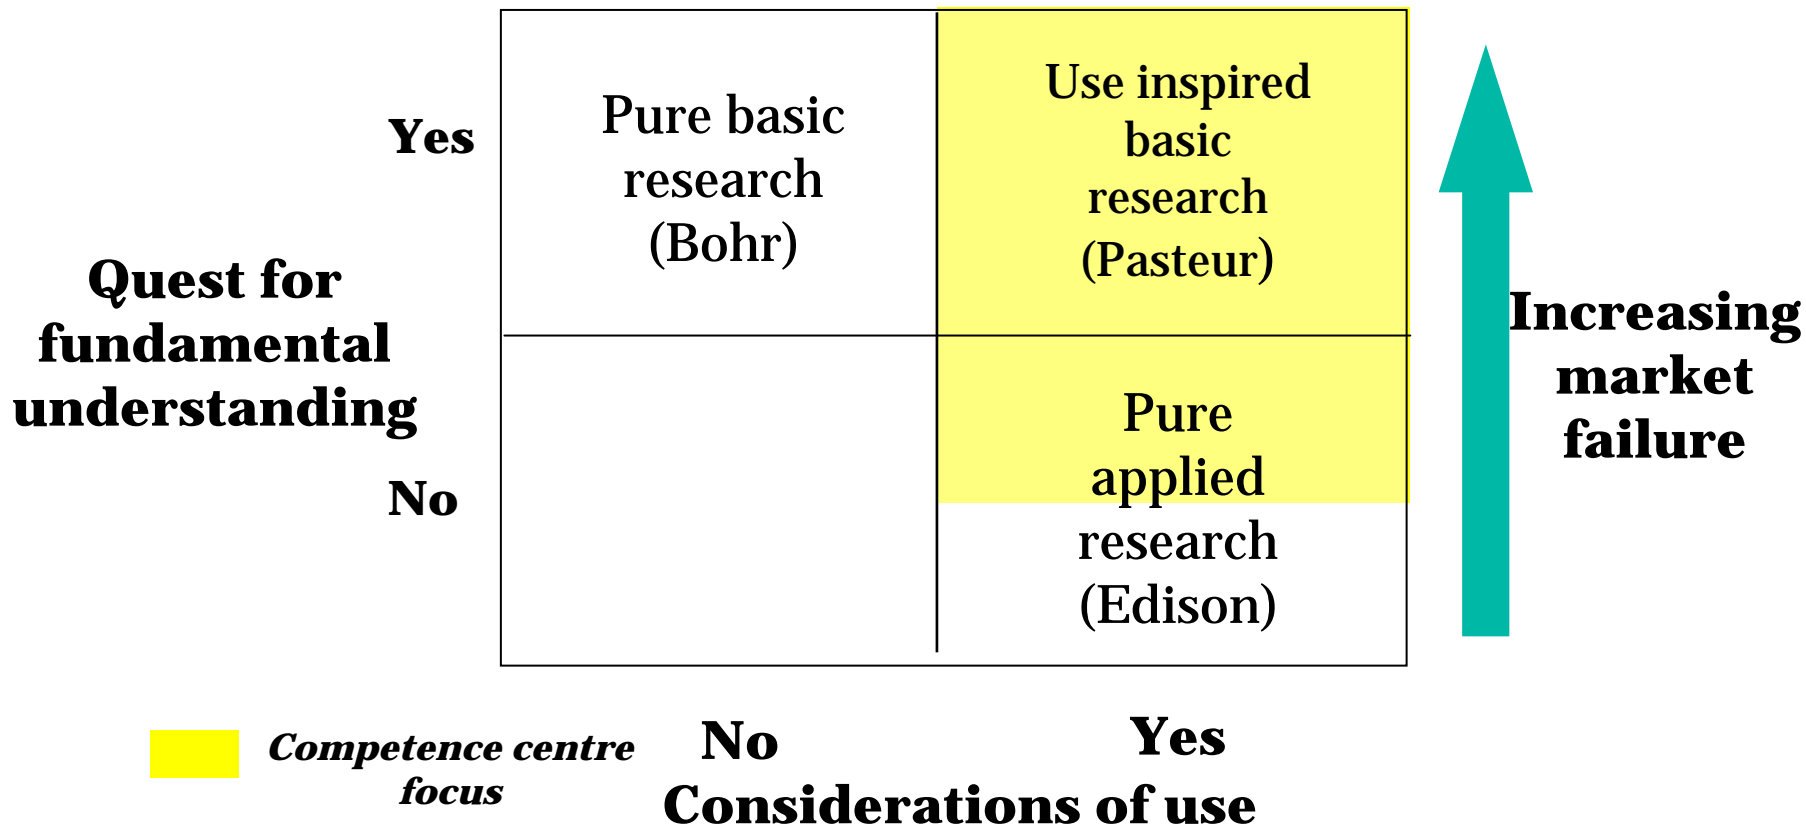 Yes
Pure basic
research
(Bohr)
Use inspired
basic
research
(Pasteur)
Quest for
fundamental
understanding
Increasing
market
failure
No
Pure
applied
research
(Edison)
No
Yes
Considerations of use
Competence centre
focus